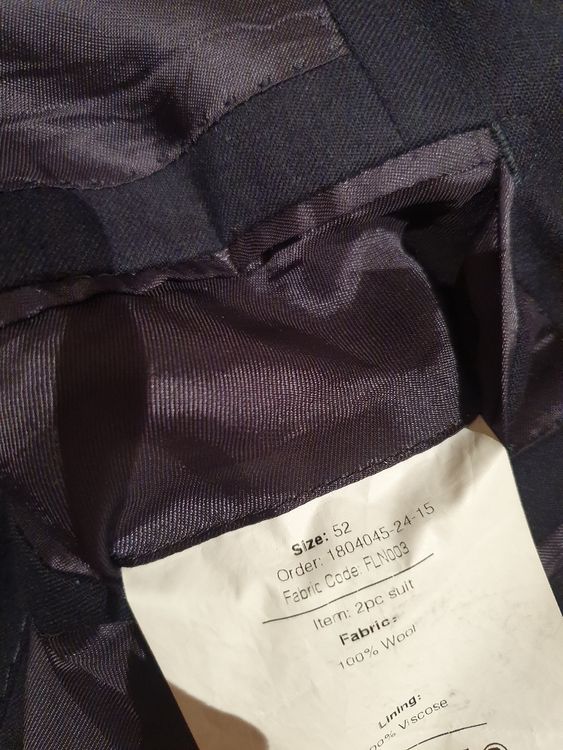 Size: 52
Order: 1804045-24-15
Fabric Code: FLN003
Item: 2pc suit
Fabric:
100% Wool
Lining:
Viscose